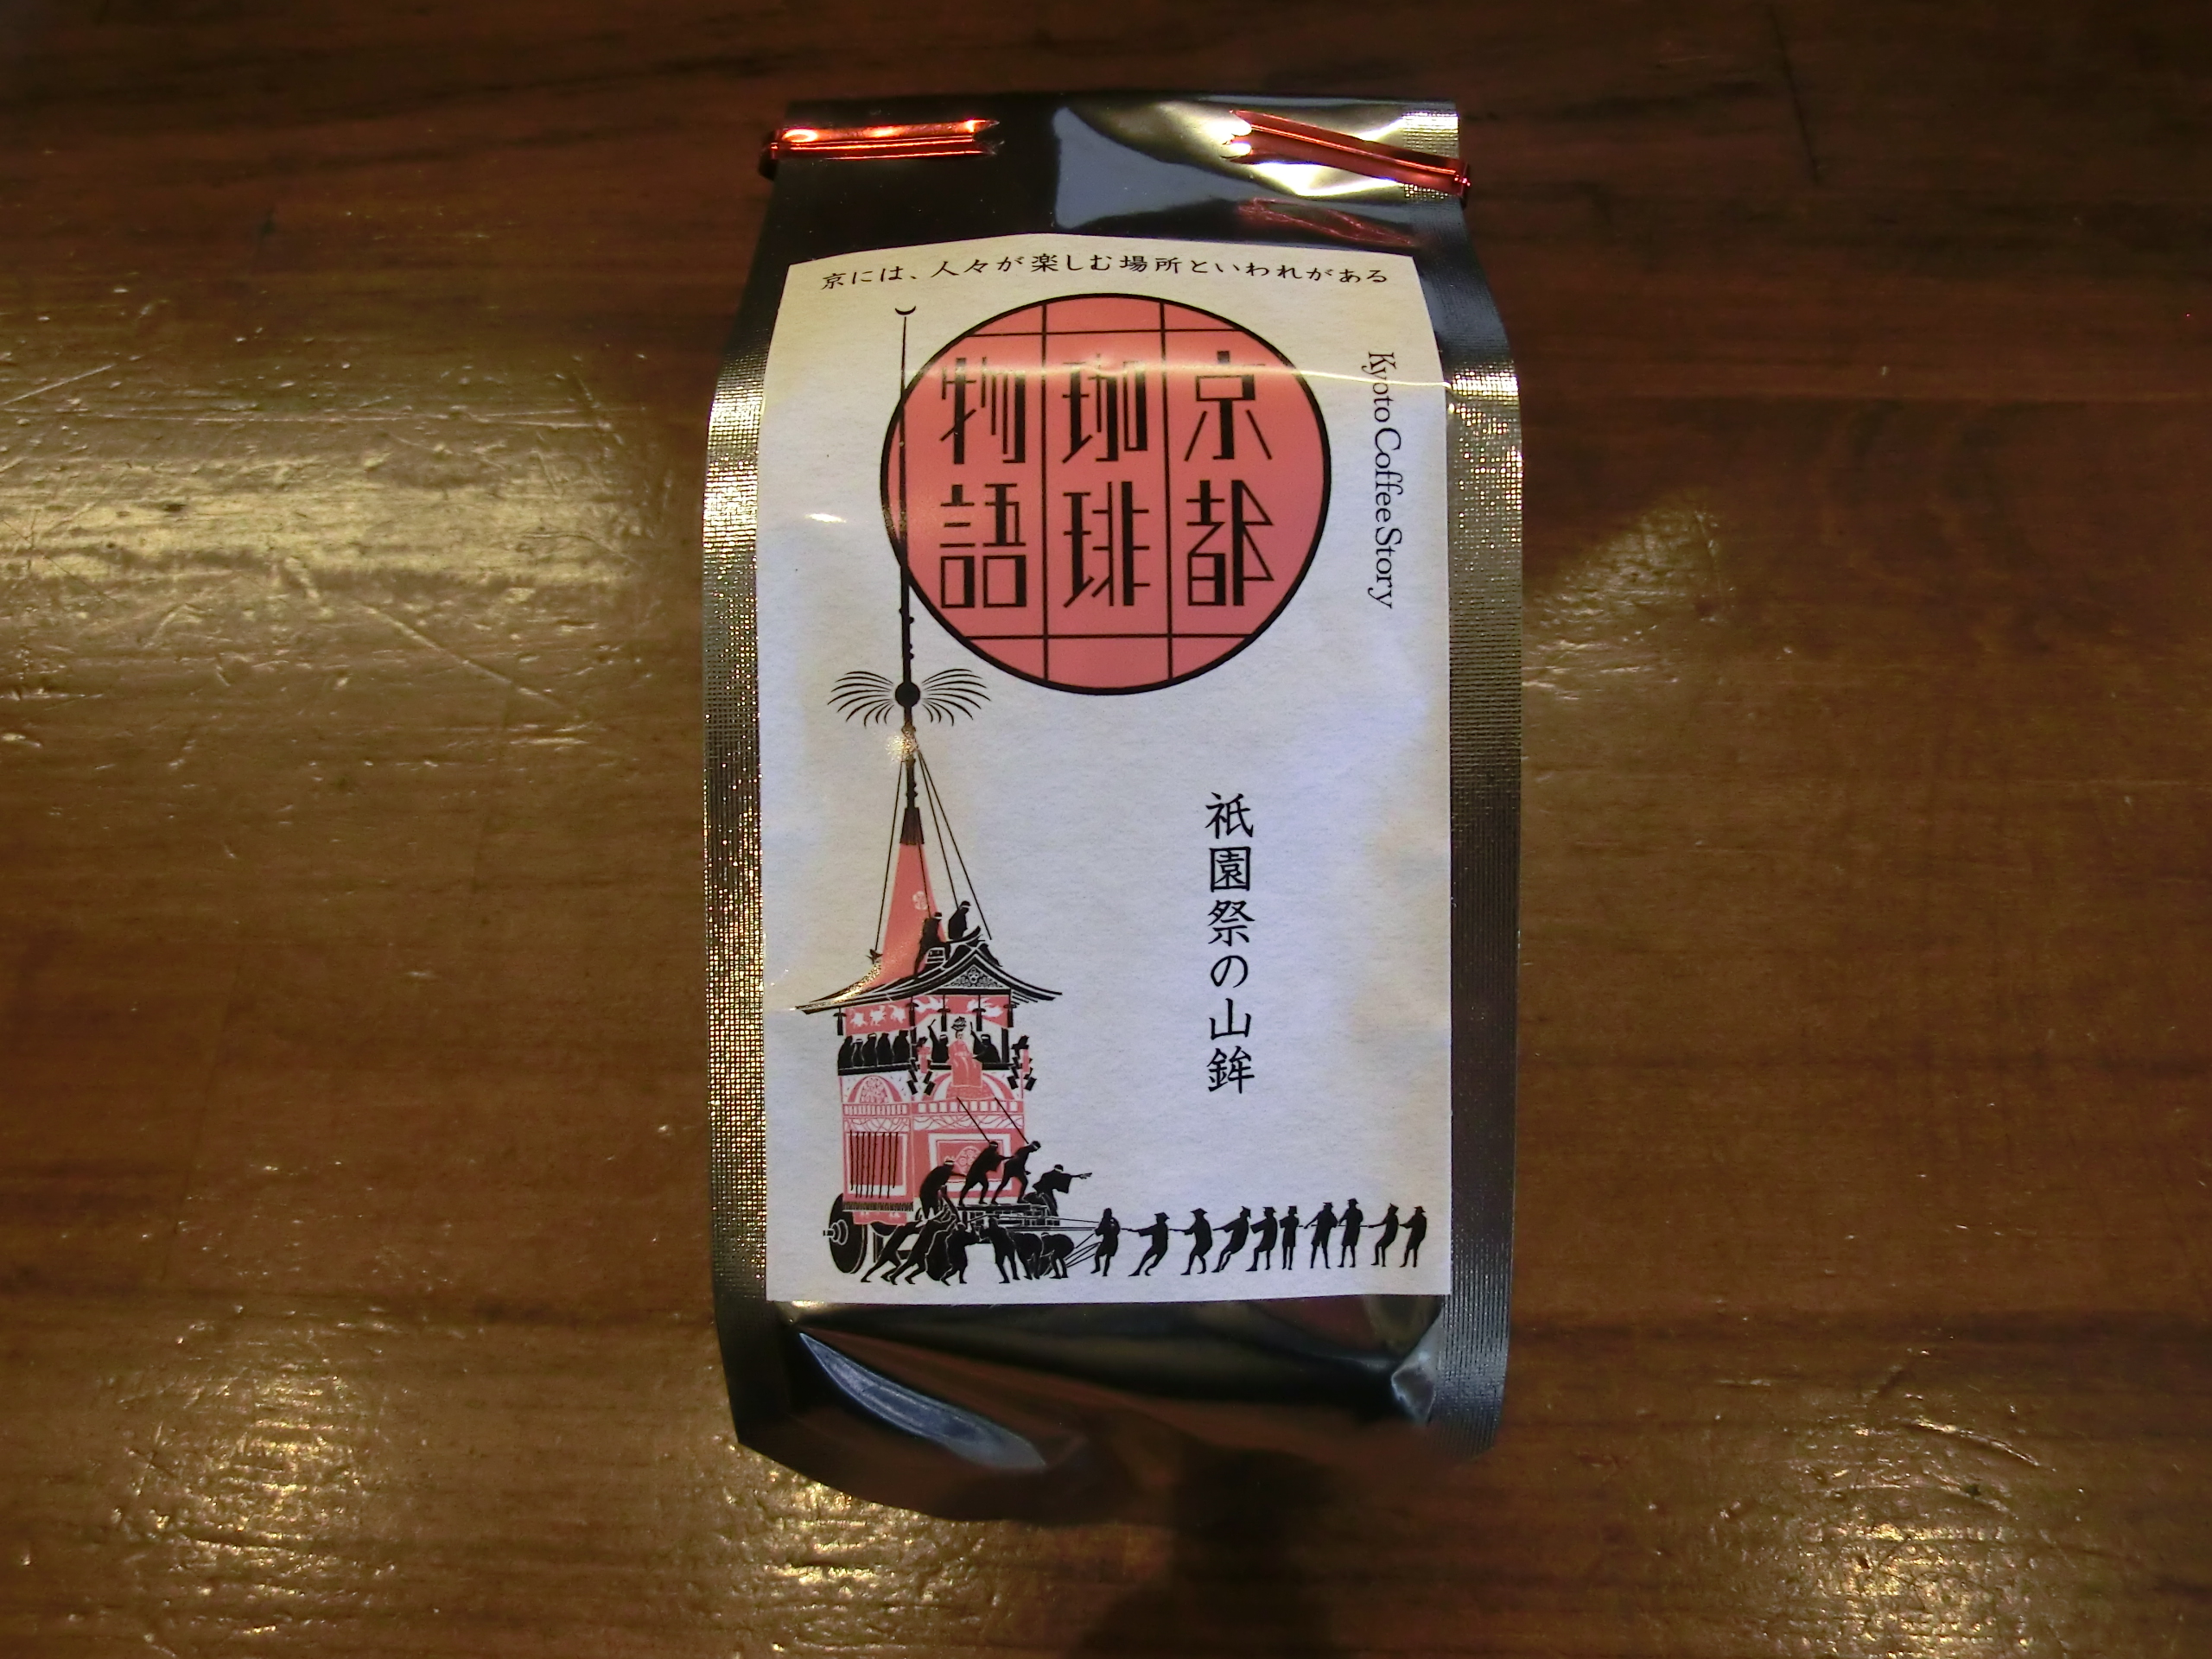 京には、人々が楽しむ場所といわれがある
京都
珈琲
物語
Kyoto Coffee Story
祇園祭の山鉾